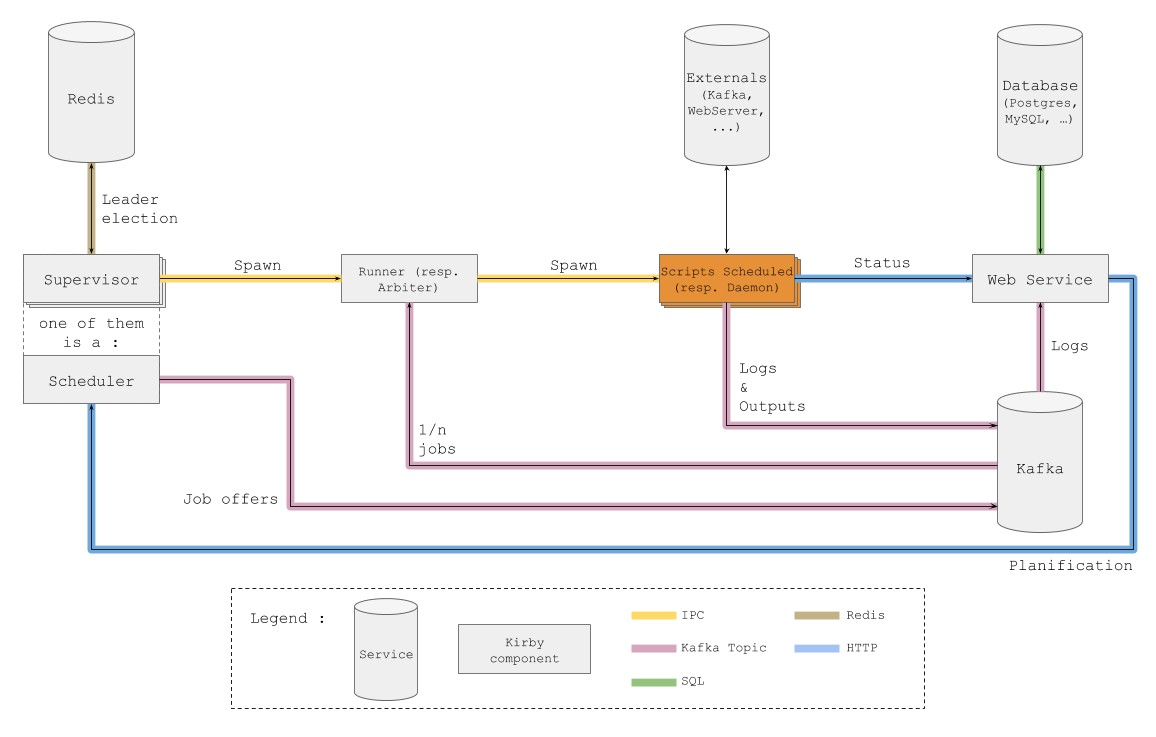 Redis
Externals
(Kafka,
WebServer,
...)
Database
(Postgres,
MySQL, …)
Leader
election
Supervisor
Spawn
Runner (resp.
Arbiter)
Spawn
Scripts Scheduled
(resp. Daemon)
Status
Web Service
one of them
is a :
Scheduler
Logs
Logs
&
Outputs
1/n
jobs
Kafka
Job offers
Planification
Legend :
Service
Kirby
component
IPC
Redis
Kafka Topic
HTTP
SQL